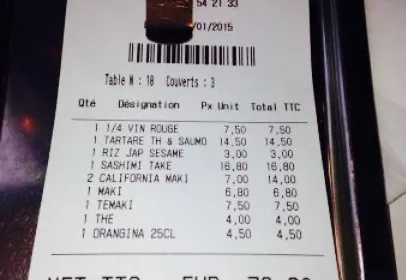 54 21 33
/01/2015
Table N : 10 Couverts : 3
Qté Désignation Px Unit Total TTC
1 1/4 VIN ROUGE 7,50 7,50
1 TARTARE TH & SAUMO 14,50 14,50
1 RIZ JAP SESAME 3,00 3,00
1 SASHIMI TAKE 16,80 16,80
2 CALIFORNIA MAKI 7,00 14,00
1 MAKI 6,80 6,80
1 TEMAKI 7,50 7,50
1 THE 4,00 4,00
1 ORANGINA 25CL 4,50 4,50
NET TTC EUR